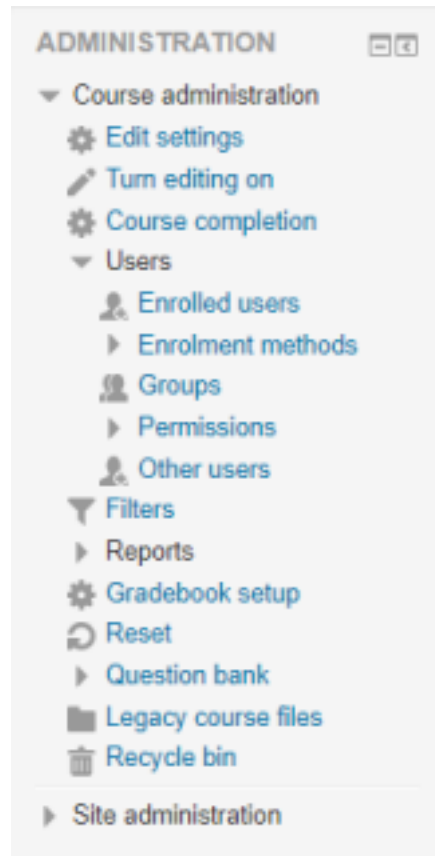 ADMINISTRATION
Course administration
Edit settings
Turn editing on
Course completion
Users
Enrolled users
Enrolment methods
Groups
Permissions
Other users
Filters
Reports
Gradebook setup
Reset
Question bank
Legacy course files
Recycle bin
Site administration